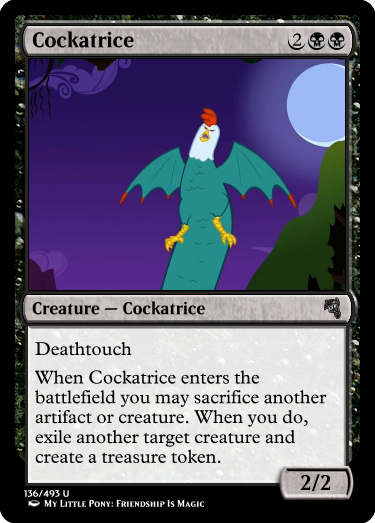 Cockatrice 2
Creature — Cockatrice
Deathtouch
When Cockatrice enters the
battlefield you may sacrifice another
artifact or creature. When you do,
exile another target creature and
create a treasure token.
2/2
136/493 U
My Little Pony: Friendship Is Magic